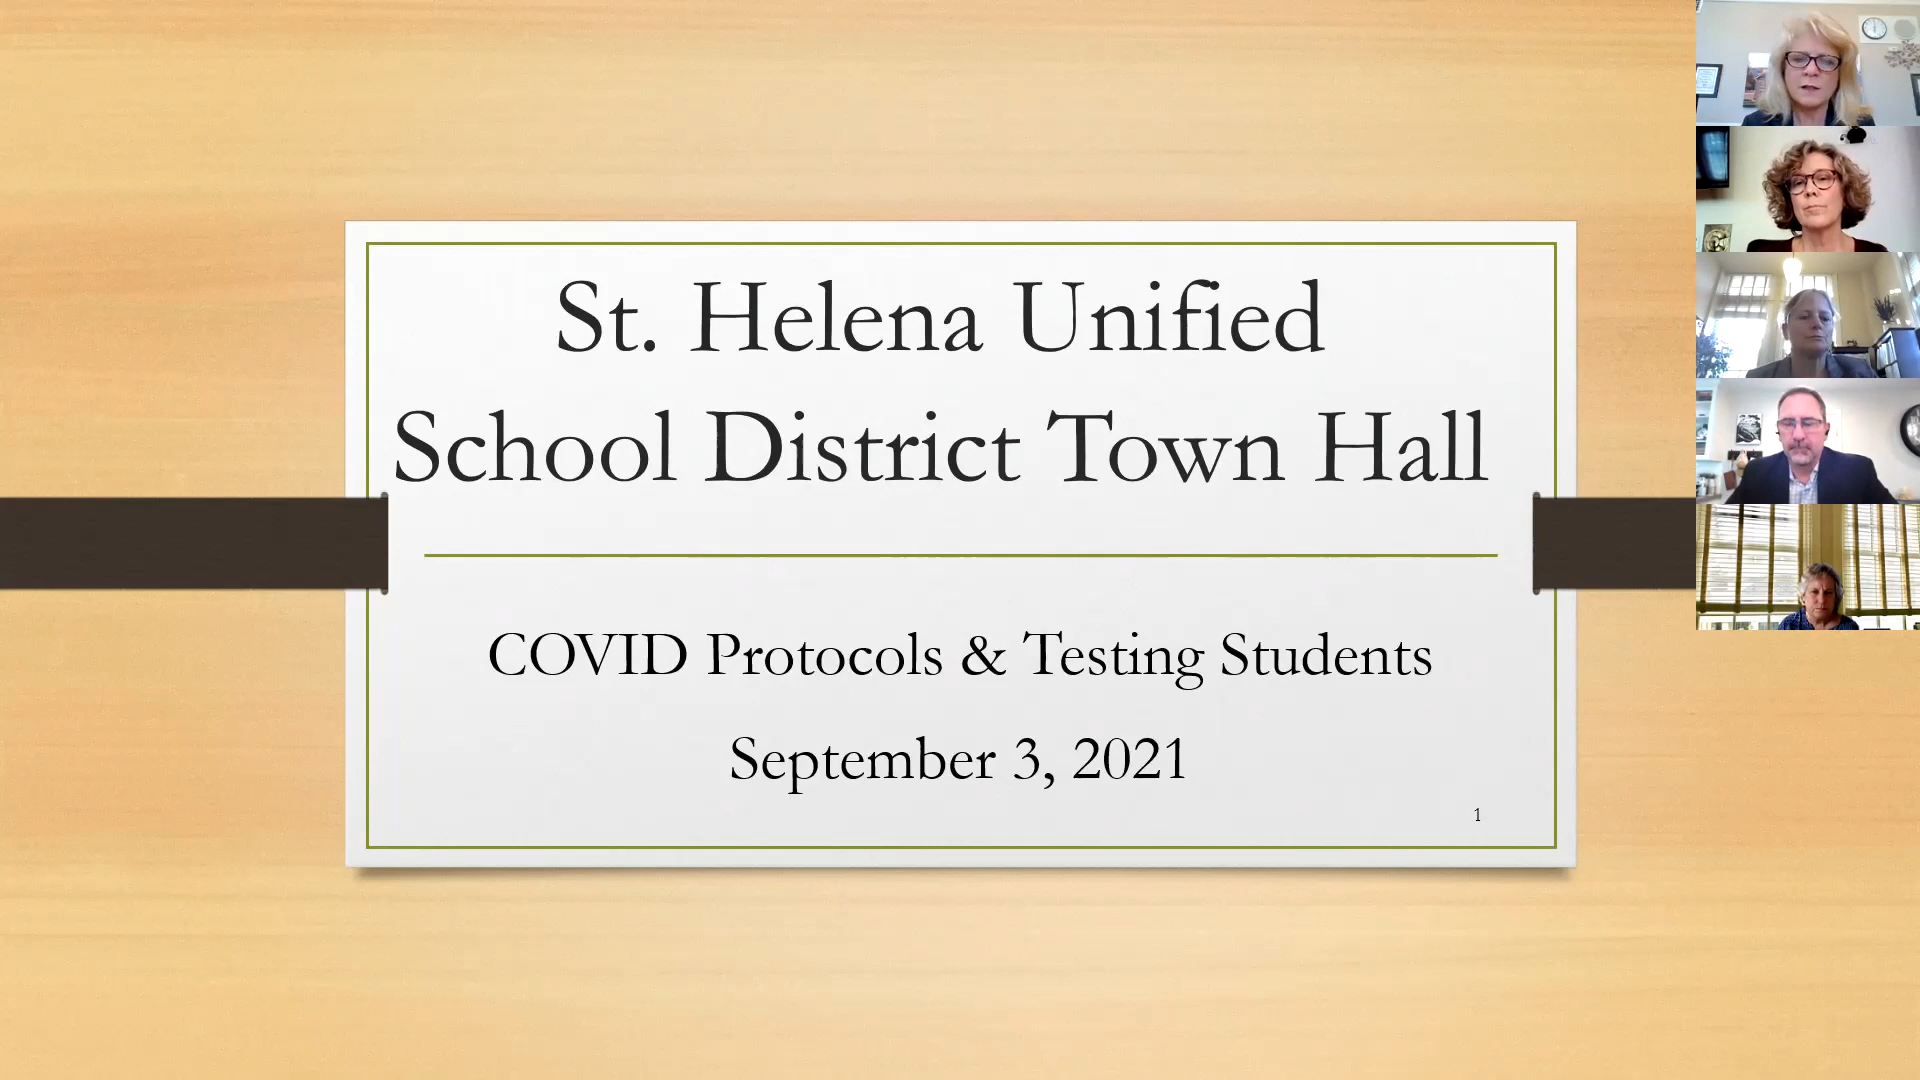 St. Helena Unified
School District Town Hall
COVID Protocols & Testing Students
September 3, 2021
1